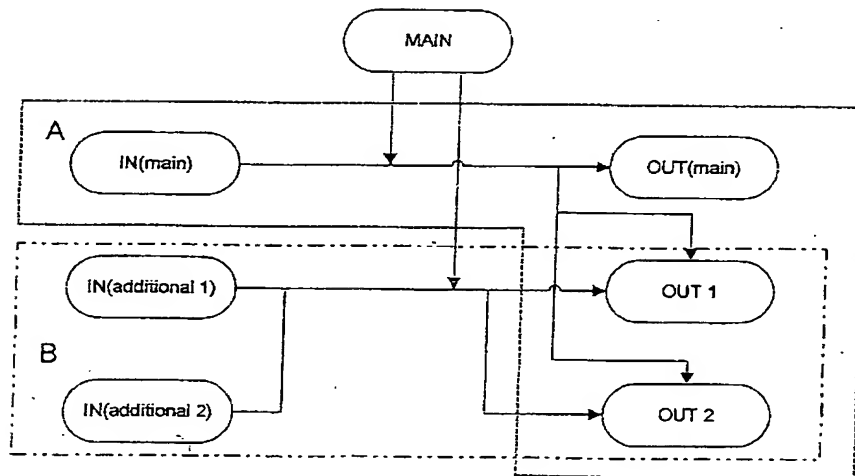 MAIN
A
IN(main)
OUT(main)
IN(additional 1)
OUT 1
B
IN(additional 2)
OUT 2